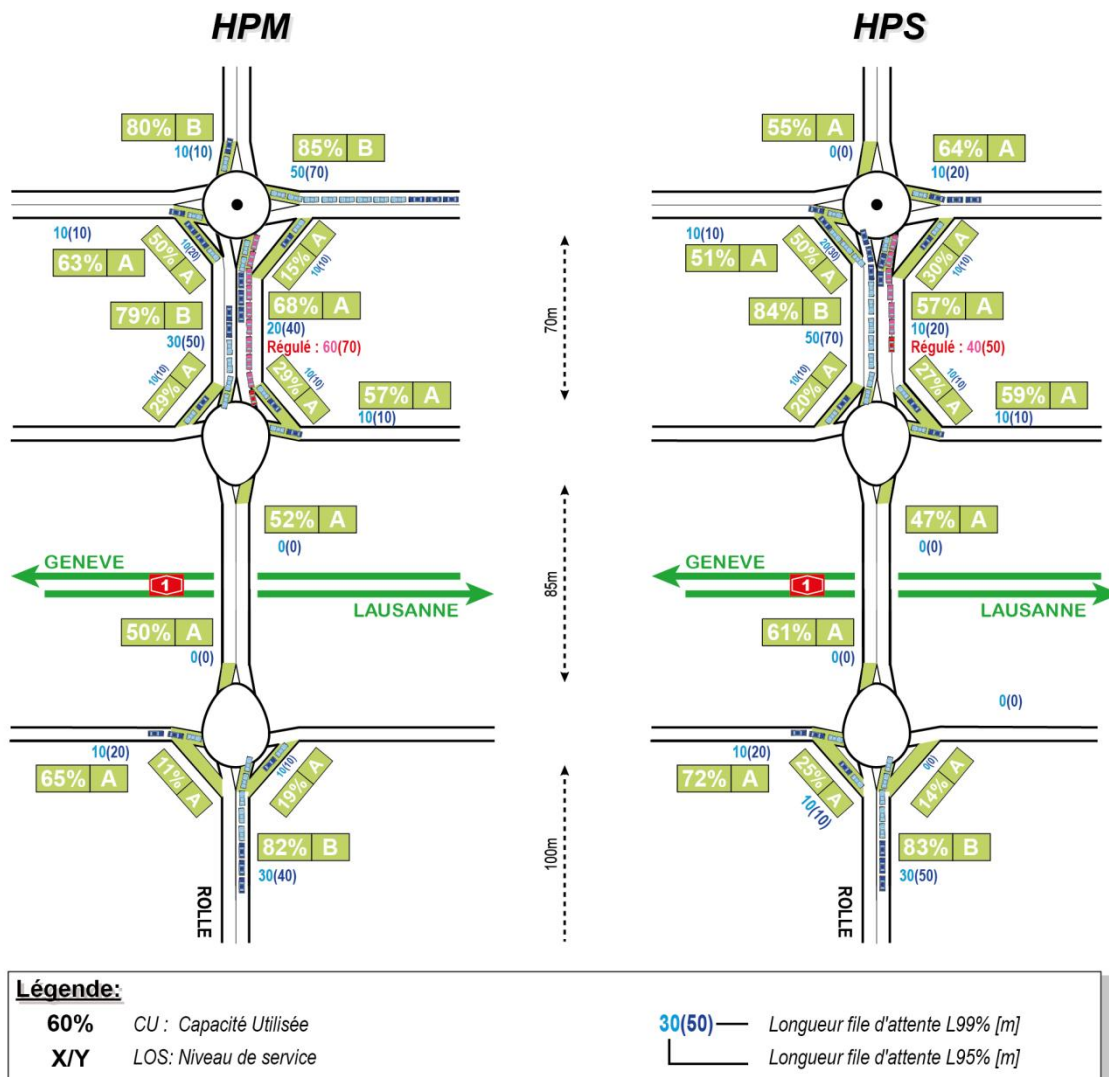 HPM
HPS
80% B
10(10)
85% B
50(70)
55% A
0(0)
64% A
10(20)
10(10)
63% A
50% A
10(20)
15% A
10(10)
79% B
30(50)
68% A
20(40)
Régulé : 60(70)
29% A
10(10)
29% A
10(10)
57% A
10(10)
70m
10(10)
51% A
50% A
20(30)
30% A
10(10)
84% B
50(70)
57% A
10(20)
Régulé : 40(50)
20% A
10(10)
27% A
10(10)
59% A
10(10)
52% A
0(0)
47% A
0(0)
GENEVE
1
LAUSANNE
85m
GENEVE
1
LAUSANNE
50% A
0(0)
61% A
0(0)
0(0)
10(20)
65% A
11% A
10(10)
19% A
82% B
30(40)
ROLLE
100m
10(20)
72% A
25% A
10(10)
0(0)
14% A
83% B
30(50)
ROLLE
Légende:
60% CU : Capacité Utilisée
X/Y LOS: Niveau de service
30(50) Longueur file d'attente L99% [m]
Longueur file d'attente L95% [m]